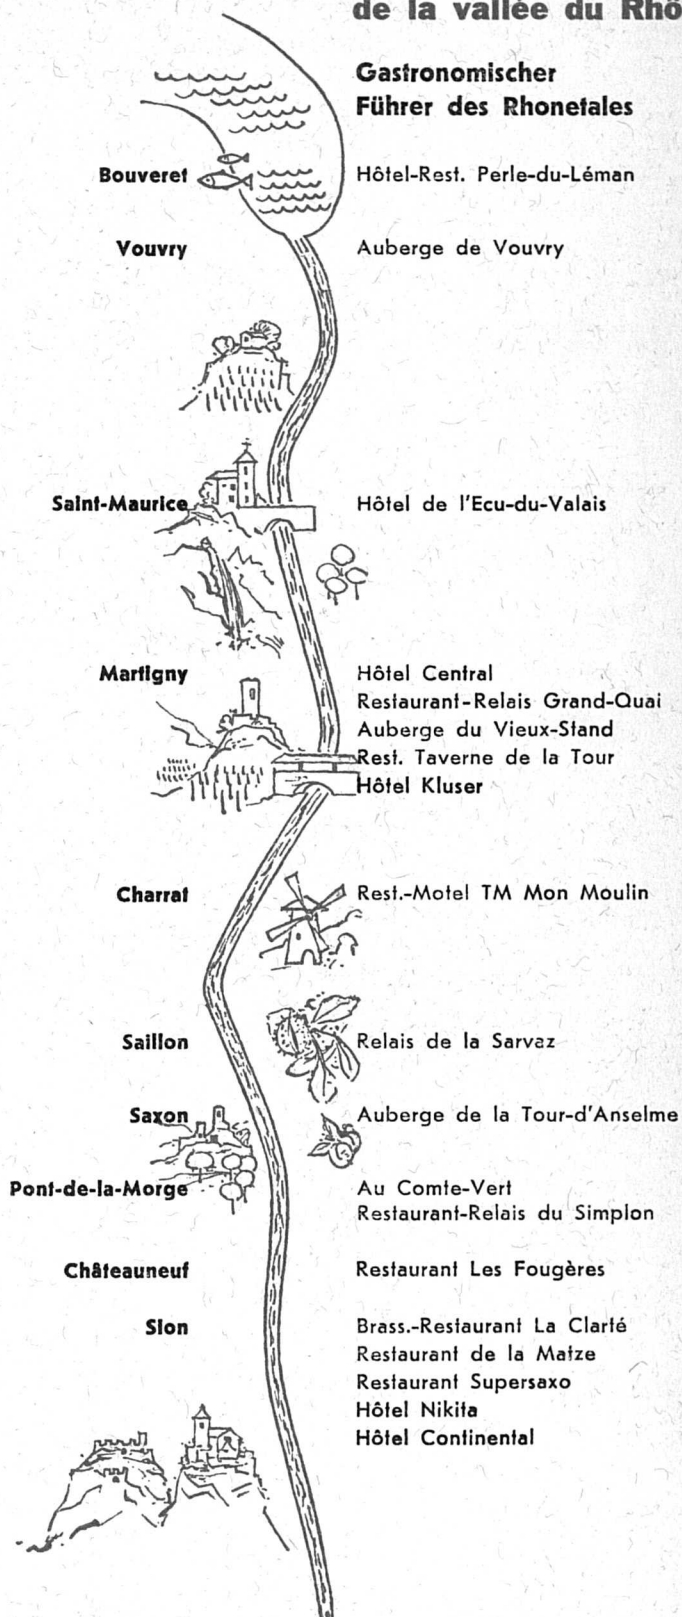 de la vallée du Rhô
Gastronomischer
Führer des Rhonetales
Bouveret Hôtel-Rest. Perle-du-Léman
Vouvry Auberge de Vouvry
Saint-Maurice Hôtel de l'Ecu-du-Valais
Martigny Hôtel Central
Restaurant-Relais Grand-Quai
Auberge du Vieux-Stand
Rest. Taverne de la Tour
Hôtel Kluser
Charrat Rest.-Motel TM Mon Moulin
Saillon Relais de la Sarvaz
Saxon Auberge de la Tour-d'Anselme
Pont-de-la-Morge Au Comte-Vert
Restaurant-Relais du Simplon
Châteauneuf Restaurant Les Fougères
Sion Brass.-Restaurant La Clarté
Restaurant de la Matze
Restaurant Supersaxo
Hôtel Nikita
Hôtel Continental